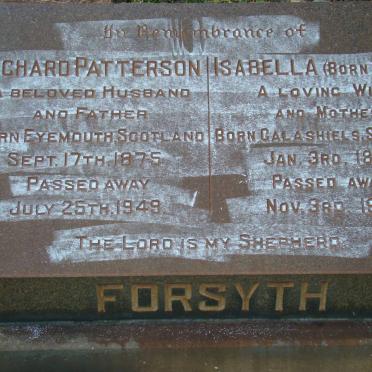 In Remembrance of
CHARD PATTERSON ISABELLA (BORN
A BELOVED HUSBAND A LOVING WI
AND FATHER AND MOTHE
RN EYEMOUTH, SCOTLAND BORN GALASHIELS, S
SEPT. 17TH, 1875 JAN. 3RD, 18
PASSED AWAY PASSED AWA
JULY 25TH, 1949. NOV. 3RD, 1
THE LORD IS MY SHEPHERD.
FORSYTH